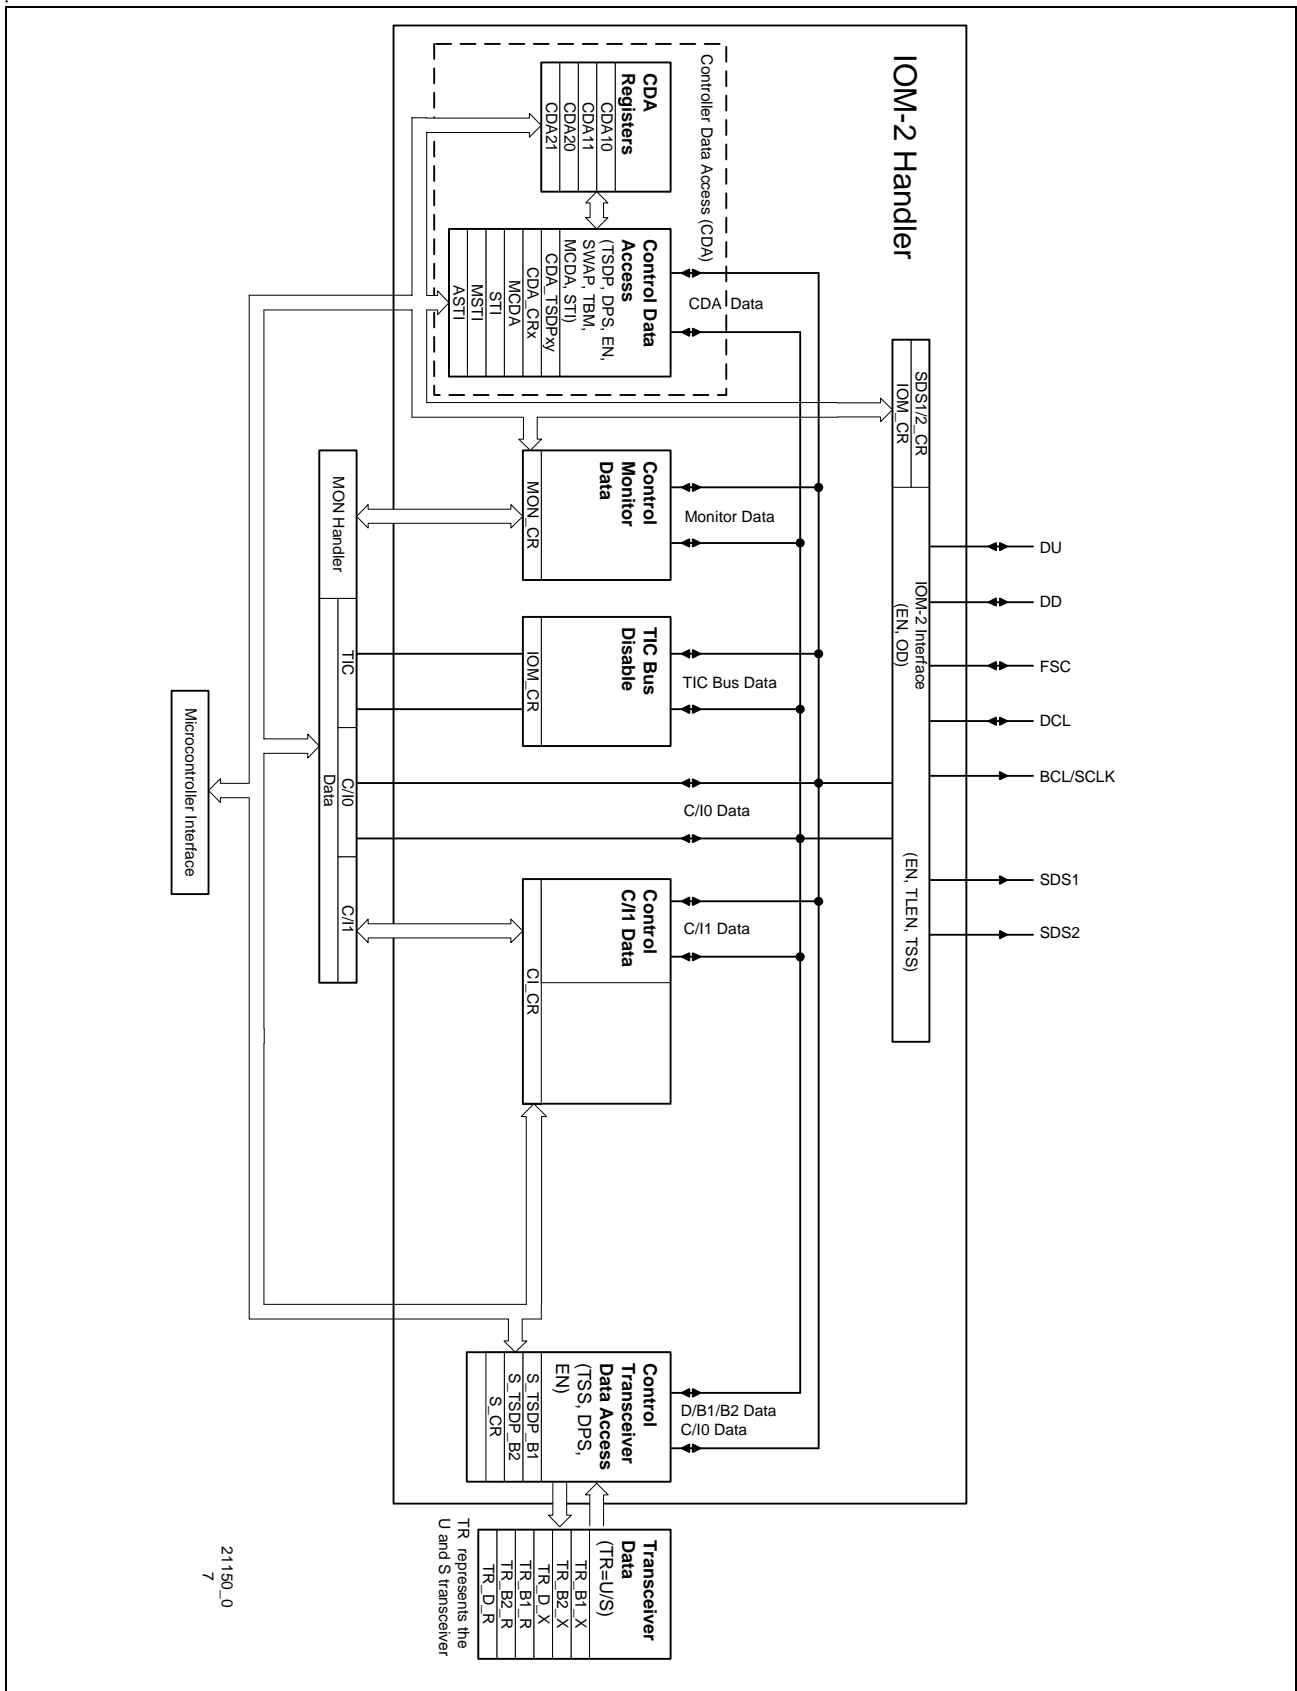 IOM-2 Handler
Controller Data Access (CDA)
CDA
Registers
CDA10
CDA11
CDA20
CDA21
Control Data
Access
(TSDP, DPS, EN,
SWAP, TBM,
MCDA, STI)
CDA_TSDPxy
CDA_CRx
MCDA
STI
MSTI
ASTI
CDA Data
SDS1/2_CR
IOM_CR
IOM-2 Interface
(EN, OD)
(EN, TLEN, TSS)
DU
DD
FSC
DCL
BCL/SCLK
SDS1
SDS2
Control
Monitor
Data
MON_CR
Monitor Data
TIC Bus
Disable
IOM_CR
TIC Bus Data
C/I0 Data
Control
C/I1 Data
CI_CR
C/I1 Data
MON Handler
TIC
C/I0
C/I1
Data
Microcontroller Interface
Control
Transceiver
Data Access
(TSS, DPS,
EN)
S_TSDP_B1
S_TSDP_B2
S_CR
D/B1/B2 Data
C/I0 Data
Transceiver
Data
(TR=U/S)
TR_B1_X
TR_B2_X
TR_D_X
TR_B1_R
TR_B2_R
TR_D_R
TR represents the
U and S transceiver
21150_0
7